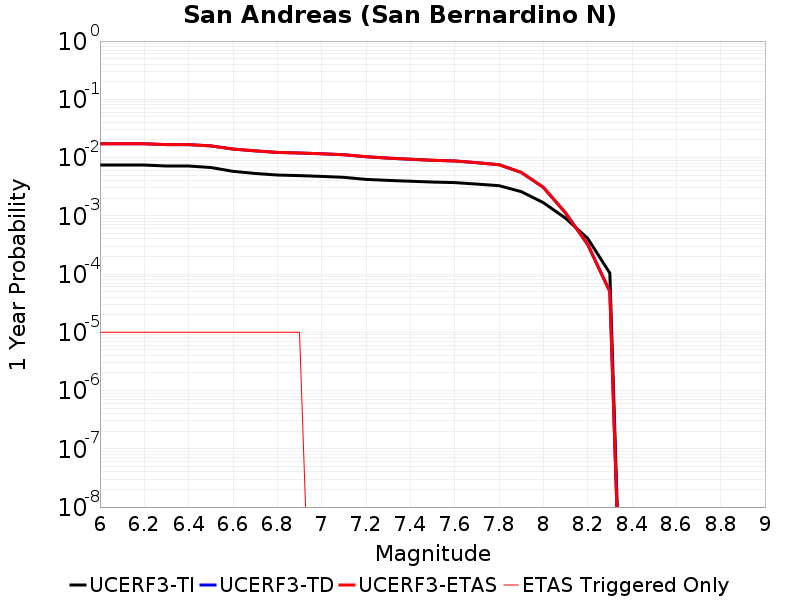 San Andreas (San Bernardino N)
1 Year Probability
10^0
10^-1
10^-2
10^-3
10^-4
10^-5
10^-6
10^-7
10^-8
6 6.2 6.4 6.6 6.8 7 7.2 7.4 7.6 7.8 8 8.2 8.4 8.6 8.8 9
Magnitude
UCERF3-TI UCERF3-TD UCERF3-ETAS ETAS Triggered Only